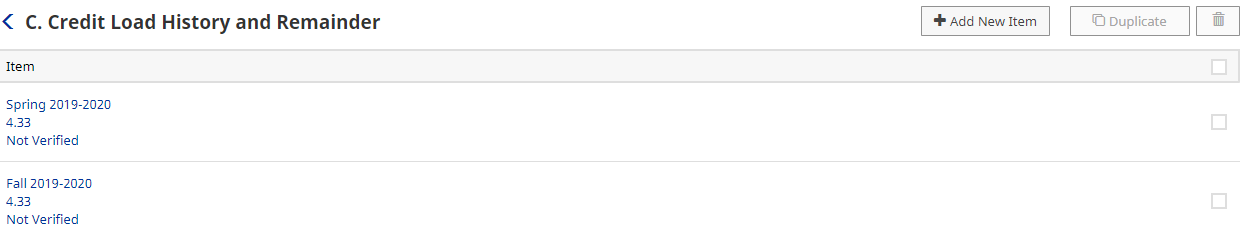 C. Credit Load History and Remainder
Add New Item
Duplicate
Item
Spring 2019-2020
4.33
Not Verified
Fall 2019-2020
4.33
Not Verified